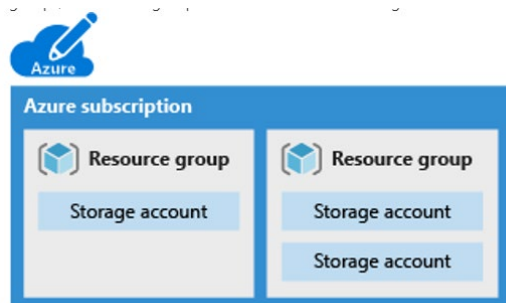 Azure
Azure subscription
Resource group
Storage account
Resource group
Storage account
Storage account